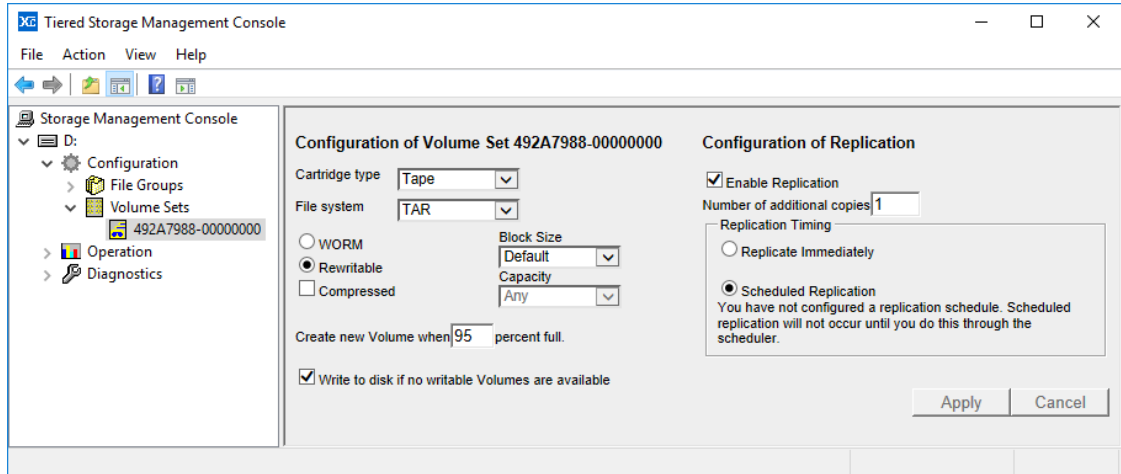 XC Tiered Storage Management Console
File Action View Help
?
Storage Management Console
D:
Configuration
File Groups
Volume Sets
492A7988-00000000
Operation
Diagnostics
Configuration of Volume Set 492A7988-00000000
Cartridge type Tape
File system TAR
WORM
Rewritable
Compressed
Block Size
Default
Capacity
Any
Create new Volume when 95 percent full.
Write to disk if no writable Volumes are available
Configuration of Replication
Enable Replication
Number of additional copies 1
Replication Timing
Replicate Immediately
Scheduled Replication
You have not configured a replication schedule. Scheduled
replication will not occur until you do this through the
scheduler.
Apply Cancel